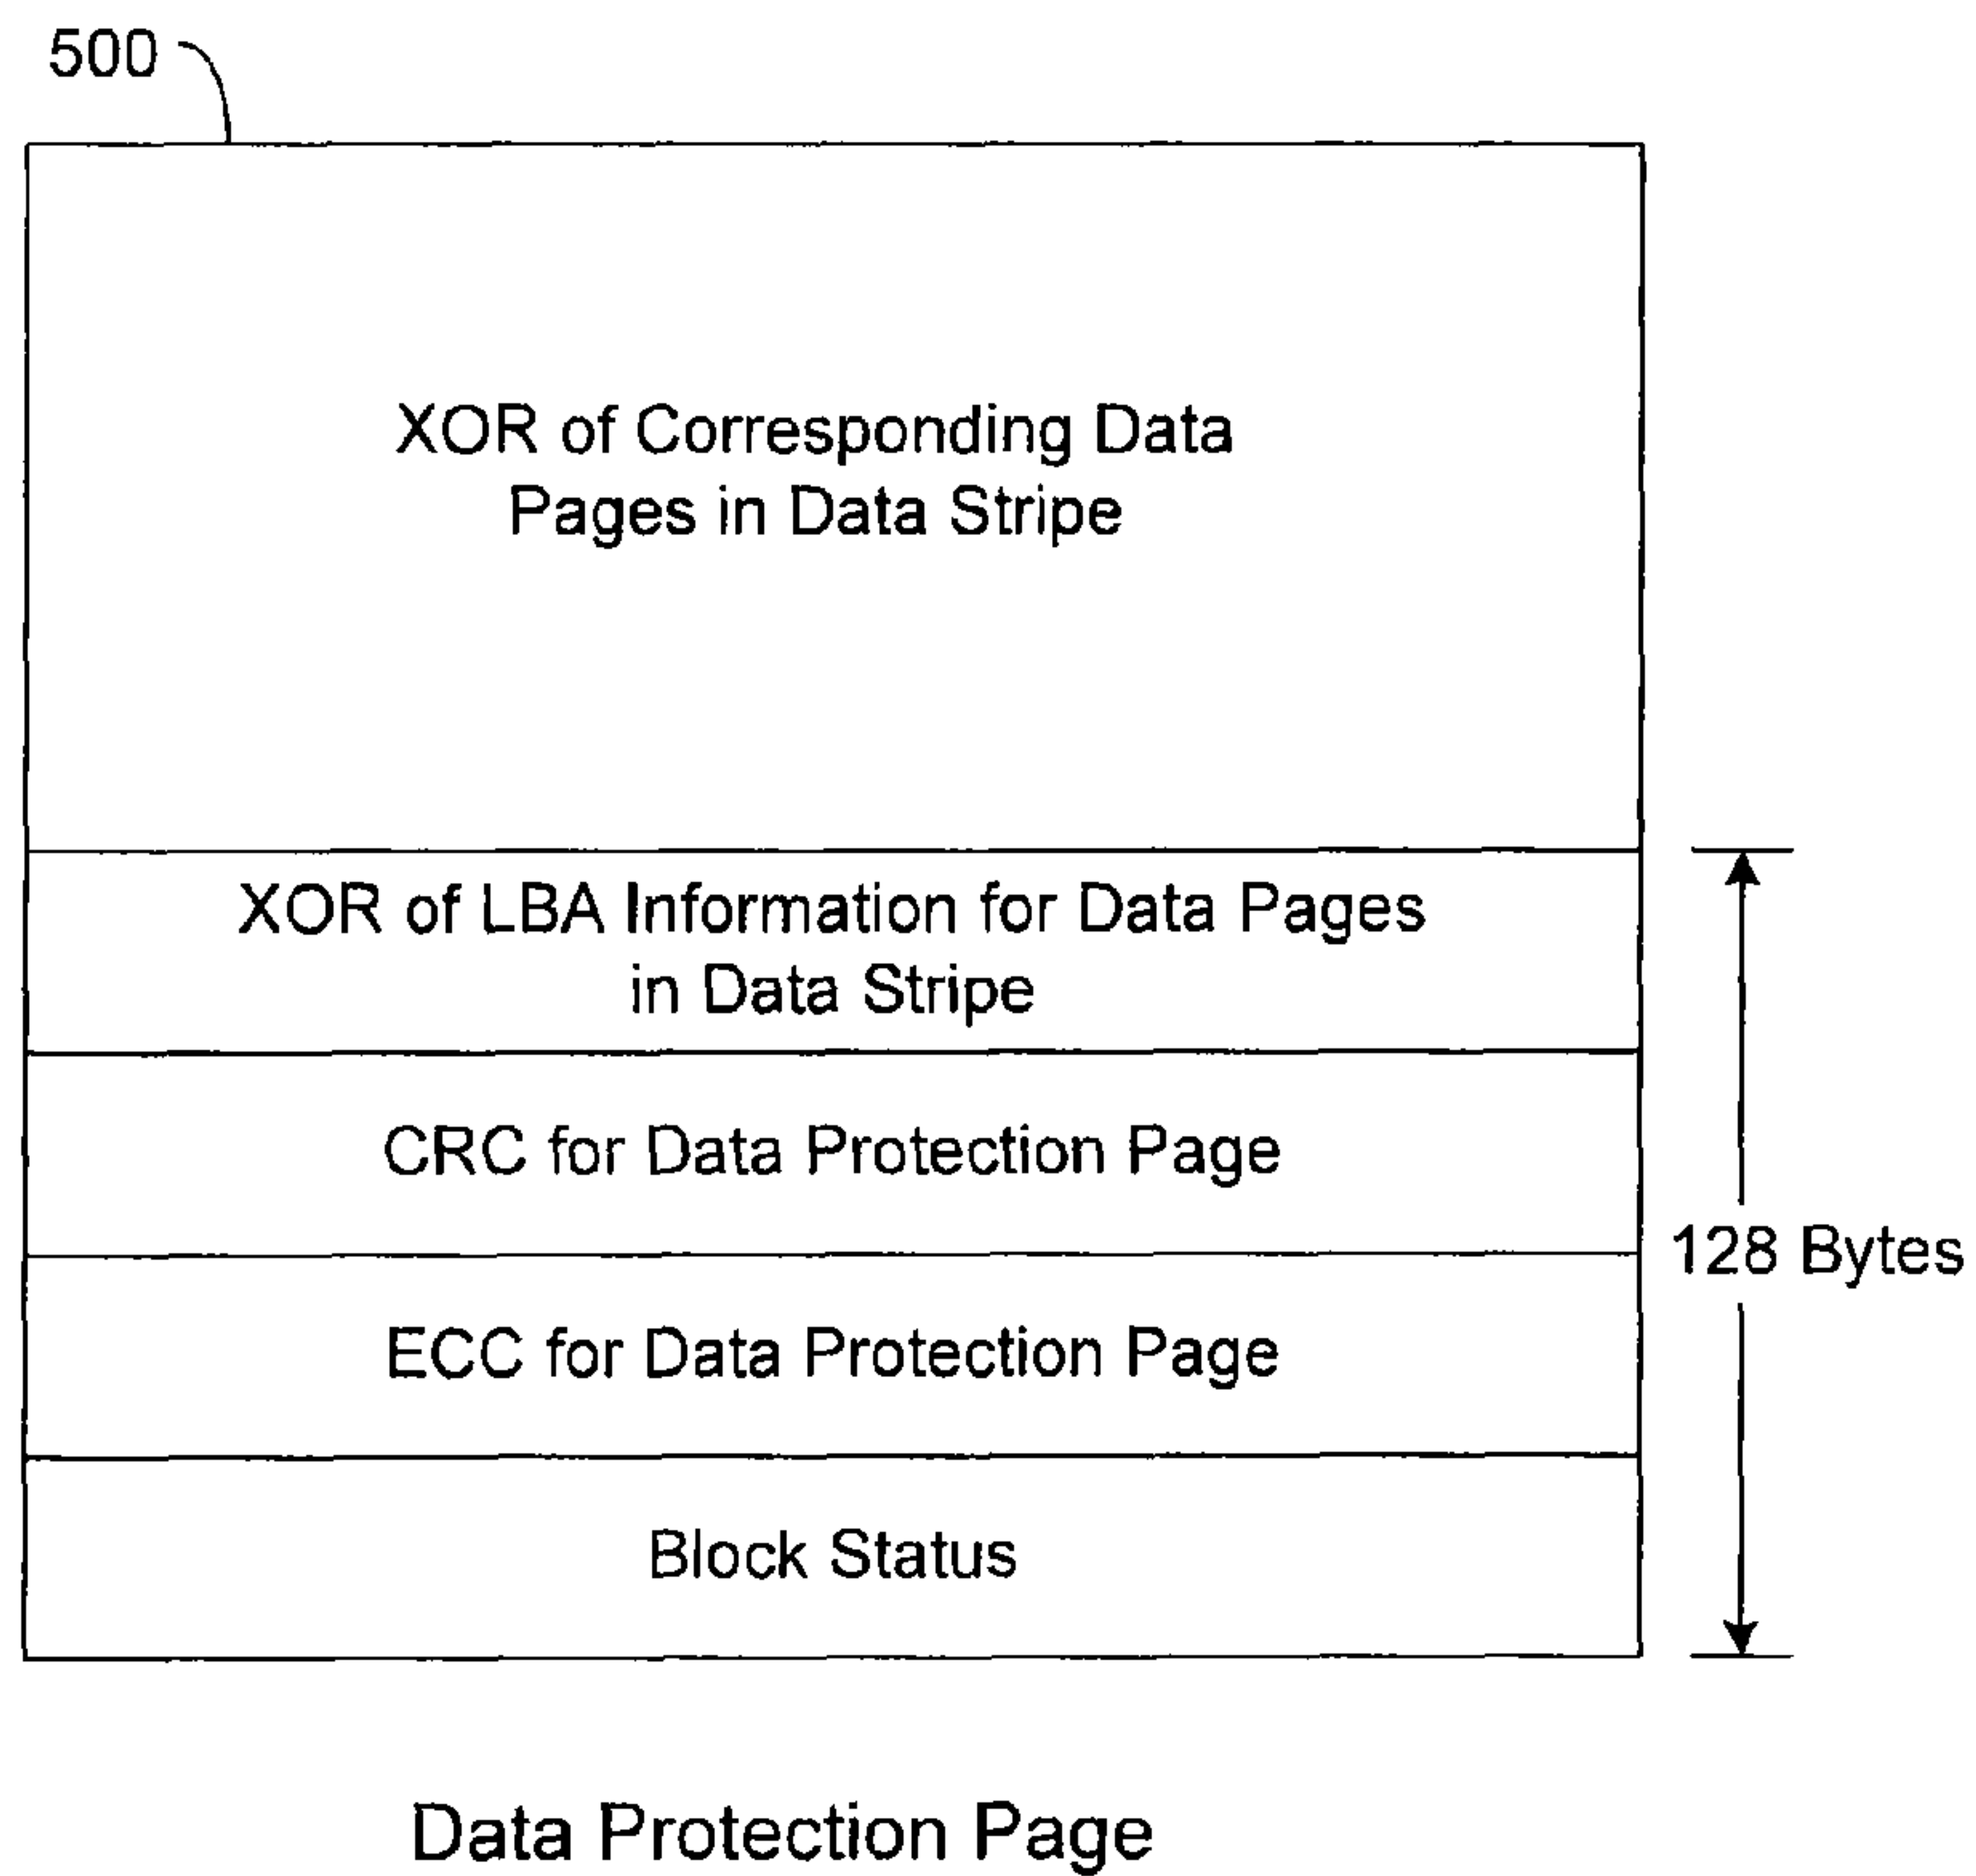 500
XOR of Corresponding Data
Pages in Data Stripe
XOR of LBA Information for Data Pages
in Data Stripe
CRC for Data Protection Page
128 Bytes
ECC for Data Protection Page
Block Status
Data Protection Page